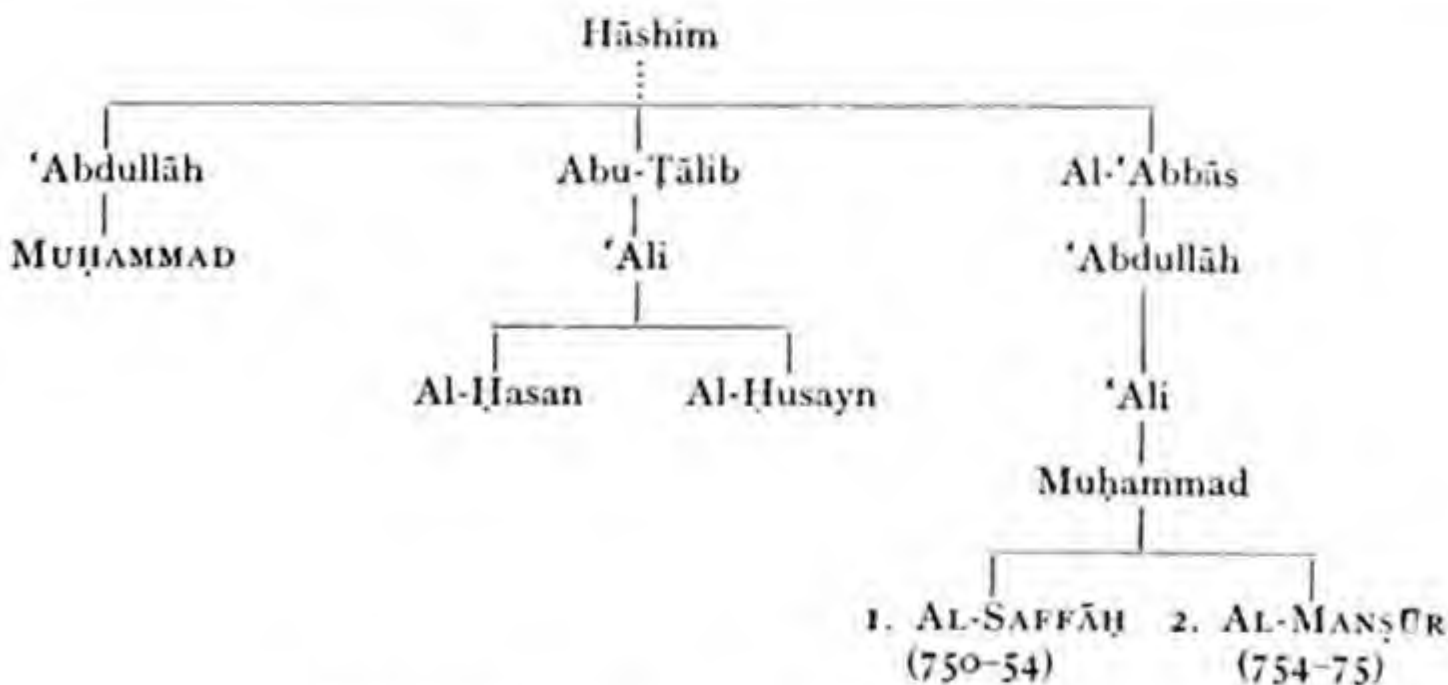 Hāshim
‘Abdullāh Abu-Ṭālib Al-‘Abbās
MUḤAMMAD ‘Ali ‘Abdullāh
Al-Ḥasan Al-Ḥusayn ‘Ali
Muḥammad
1. AL-SAFFĀḤ 2. AL-MANṢŪR
(750–54) (754–75)